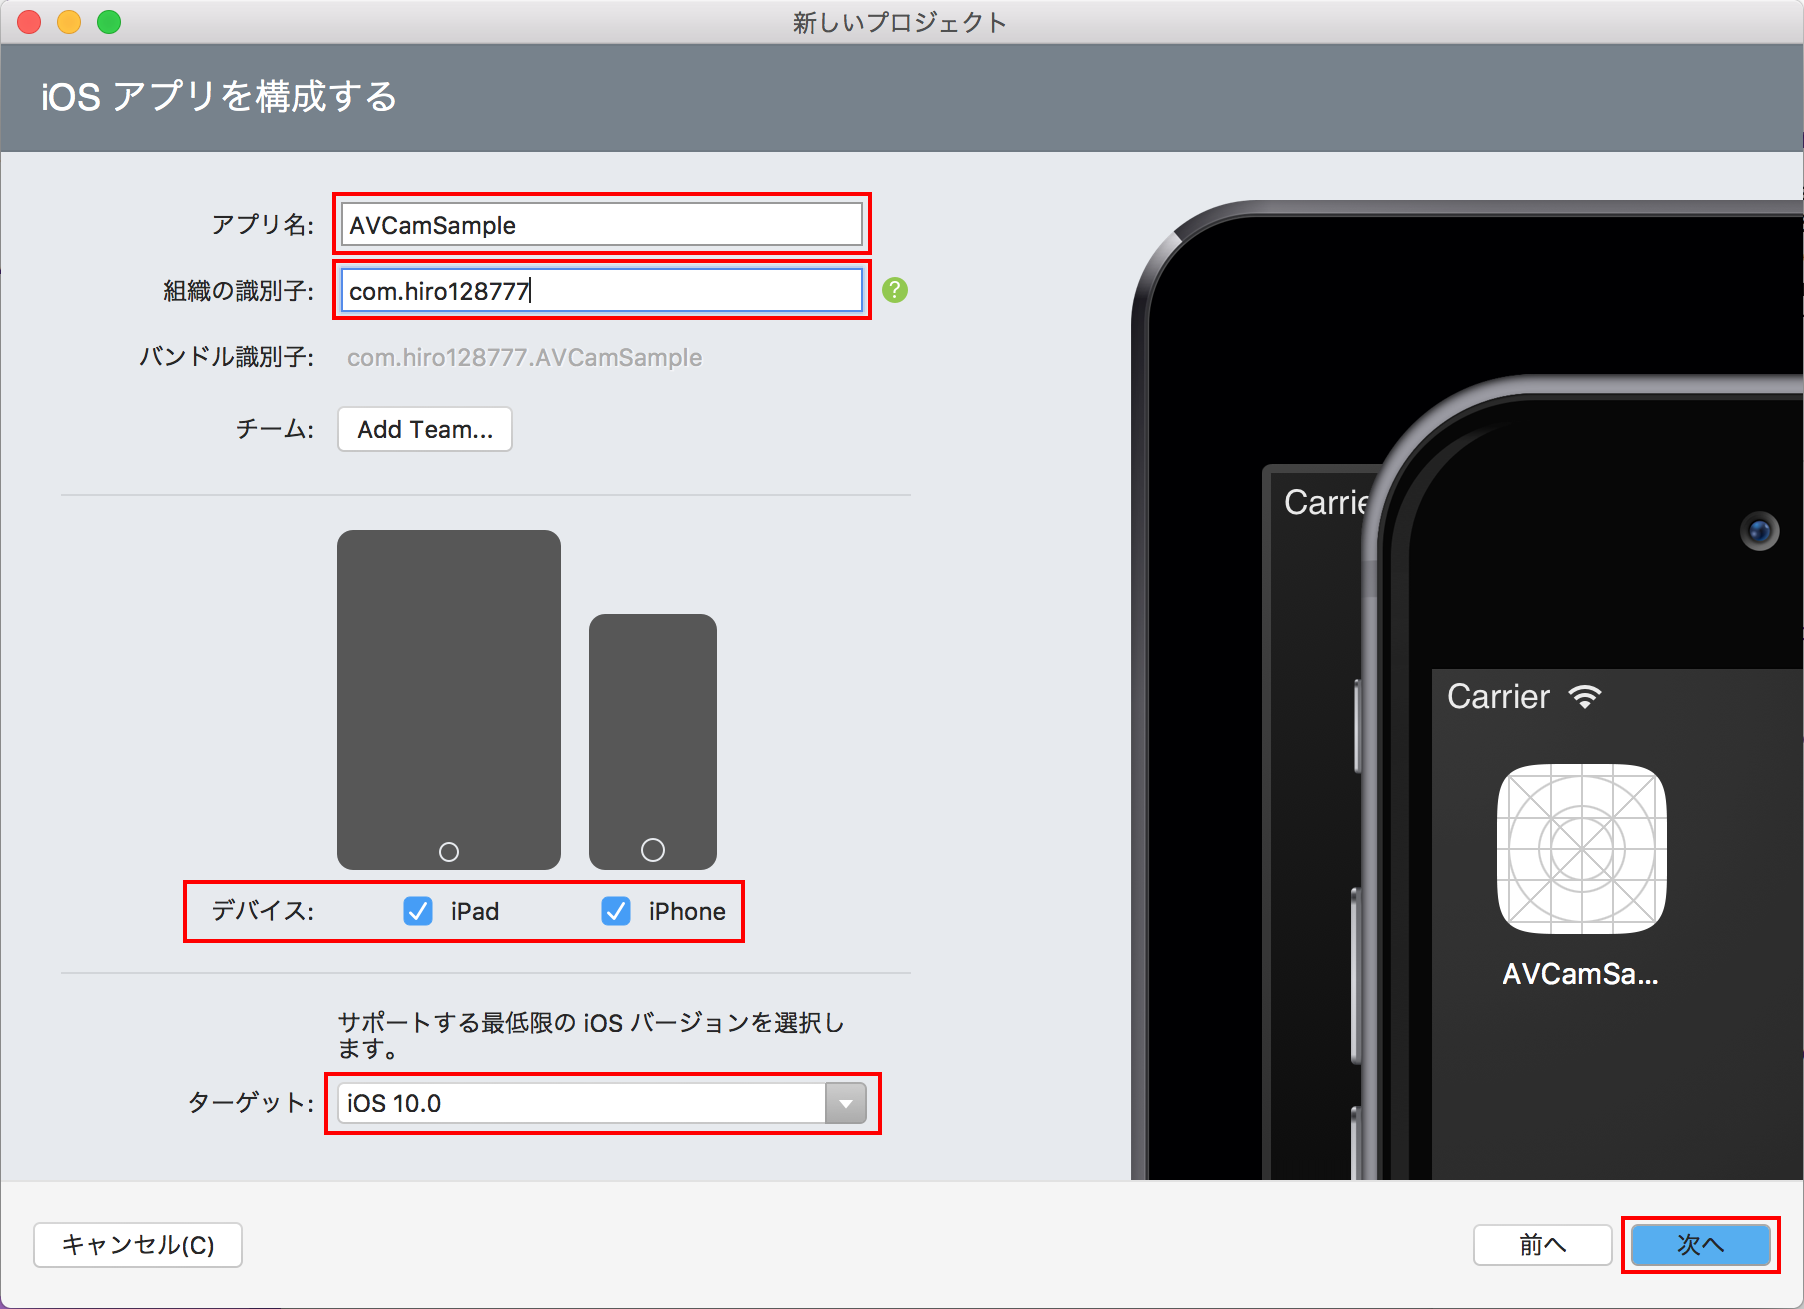 新しいプロジェクト
iOS アプリを構成する
アプリ名: AVCamSample
組織の識別子: com.hiro128777 ?
バンドル識別子: com.hiro128777.AVCamSample
チーム: Add Team...
デバイス: iPad iPhone
サポートする最低限の iOS バージョンを選択し
ます。
ターゲット: iOS 10.0
Carrie
Carrier
AVCamSa...
キャンセル(C) 前へ 次へ